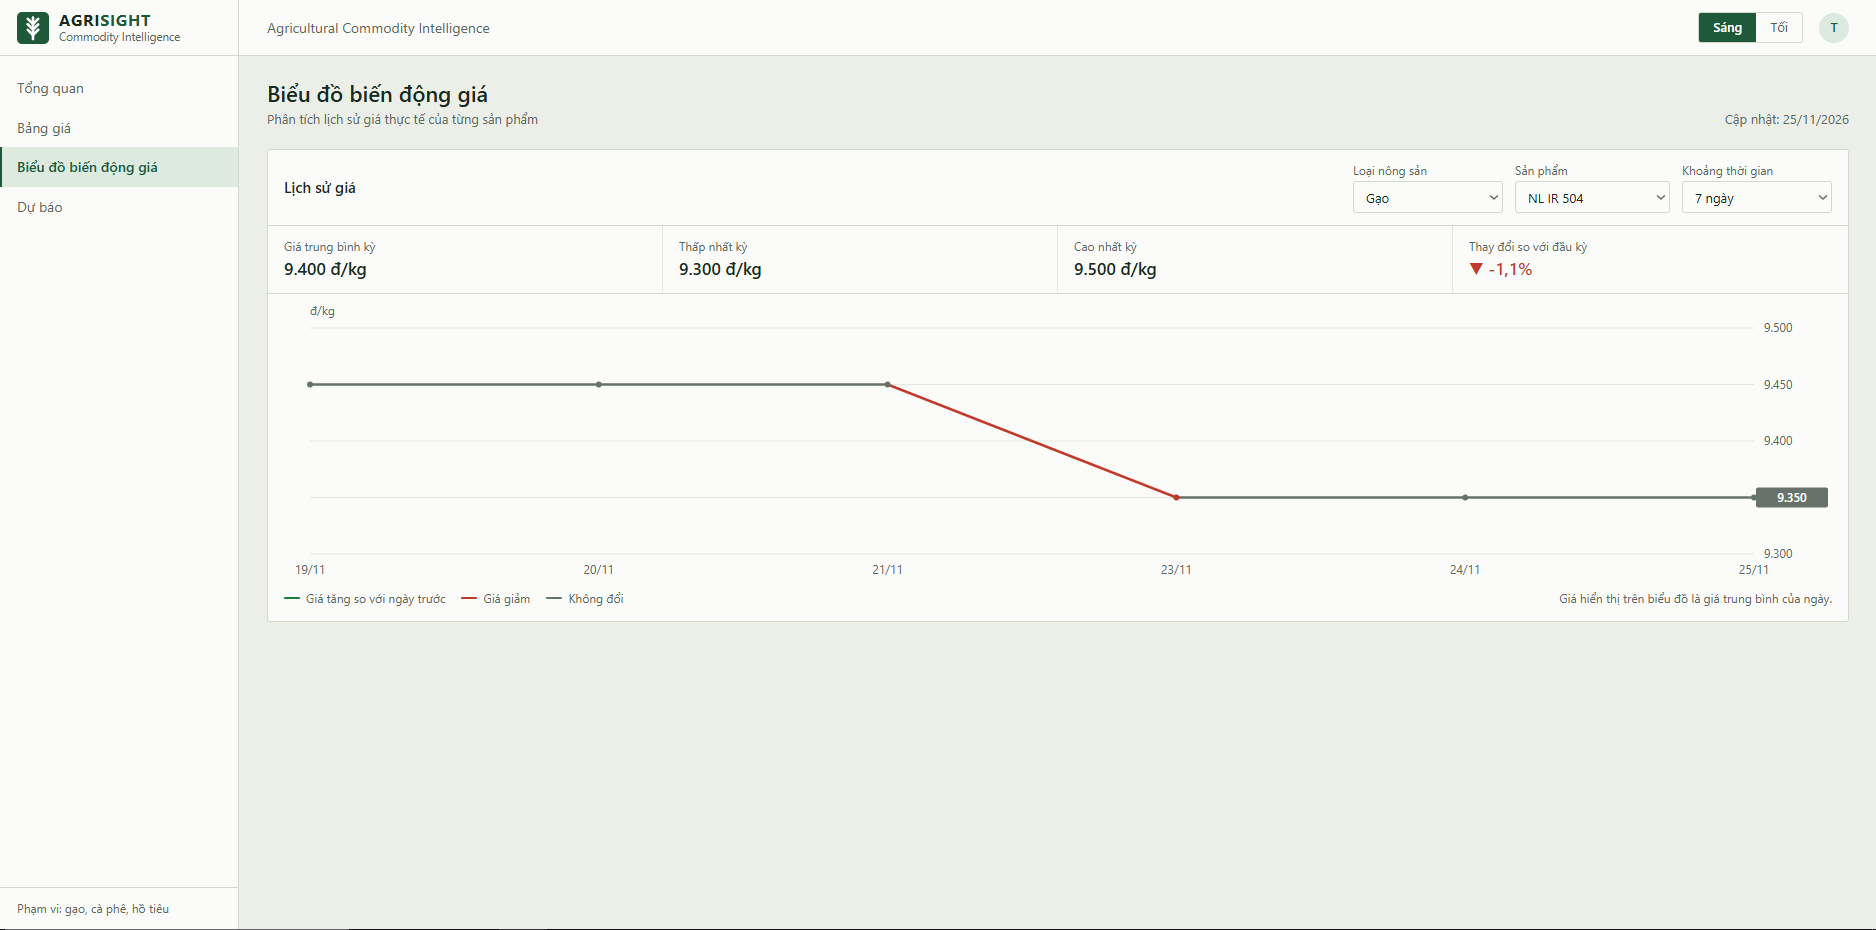 AGRISIGHT
Commodity Intelligence
Agricultural Commodity Intelligence
Sáng
Tối
T
Tổng quan
Bảng giá
Biểu đồ biến động giá
Dự báo
Phạm vi: gạo, cà phê, hồ tiêu
Biểu đồ biến động giá
Phân tích lịch sử giá thực tế của từng sản phẩm
Cập nhật: 25/11/2026
Lịch sử giá
Loại nông sản
Gạo
Sản phẩm
NL IR 504
Khoảng thời gian
7 ngày
Giá trung bình kỳ
9.400 đ/kg
Thấp nhất kỳ
9.300 đ/kg
Cao nhất kỳ
9.500 đ/kg
Thay đổi so với đầu kỳ
▼ -1,1%
đ/kg
9.500
9.450
9.400
9.350
9.300
19/11
20/11
21/11
23/11
24/11
25/11
Giá tăng so với ngày trước
Giá giảm
Không đổi
Giá hiển thị trên biểu đồ là giá trung bình của ngày.